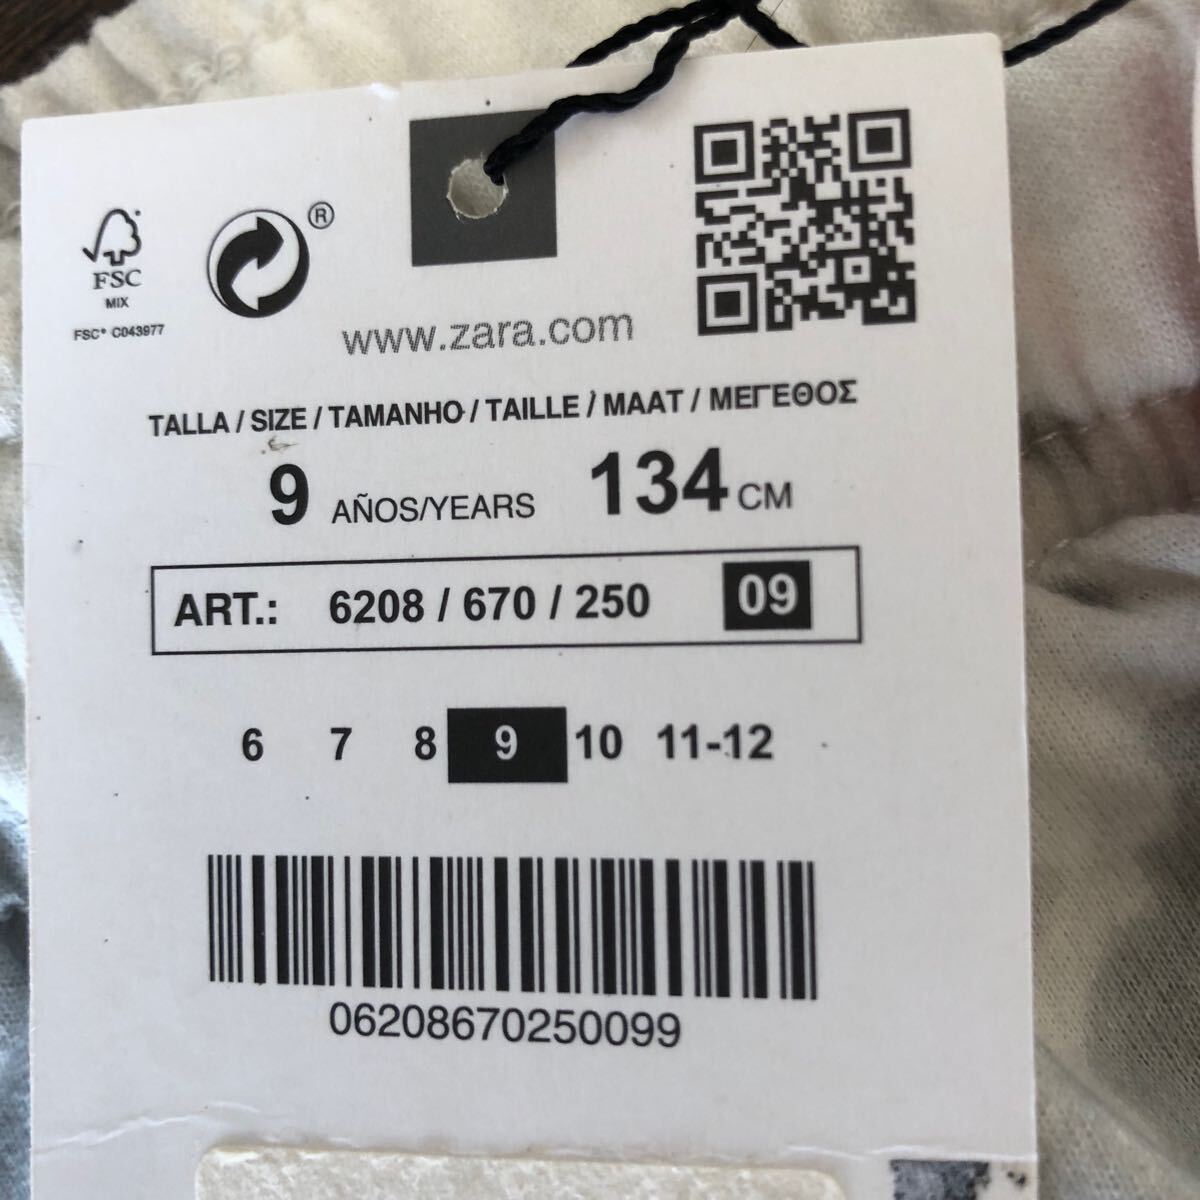 FSC
MIX
FSC® C043977
®
www.zara.com
TALLA / SIZE / TAMANHO / TAILLE / MAAT / ΜΕΓΕΘΟΣ
9 AÑOS/YEARS 134 CM
ART.: 6208 / 670 / 250 09
6 7 8 9 10 11-12
06208670250099